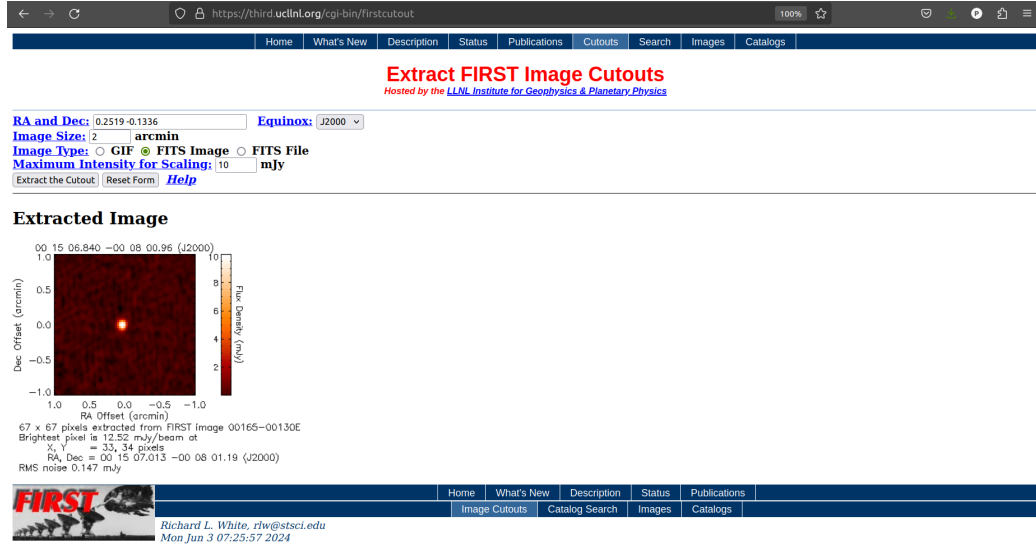 https://third.ucllnl.org/cgi-bin/firstcutout 100%
Home What's New Description Status Publications Cutouts Search Images Catalogs
Extract FIRST Image Cutouts
Hosted by the LLNL Institute for Geophysics & Planetary Physics
RA and Dec: 0.2519 -0.1336 Equinox: J2000
Image Size: 2 arcmin
Image Type: GIF FITS Image FITS File
Maximum Intensity for Scaling: 10 mJy
Extract the Cutout Reset Form Help
Extracted Image
00 15 06.840 -00 08 00.96 (J2000)
1.0 10
0.5 8
0.0 6
-0.5 4
-1.0 2
Dec Offset (arcmin)
Flux Density (mJy)
1.0 0.5 0.0 -0.5 -1.0
RA Offset (arcmin)
67 x 67 pixels extracted from FIRST image 00165-00130E
Brightest pixel is 12.52 mJy/beam at
X, Y = 33, 34 pixels
RA, Dec = 00 15 07.013 -00 08 01.19 (J2000)
RMS noise 0.147 mJy
FIRST
Home What's New Description Status Publications
Image Cutouts Catalog Search Images Catalogs
Richard L. White, rlw@stsci.edu
Mon Jun 3 07:25:57 2024